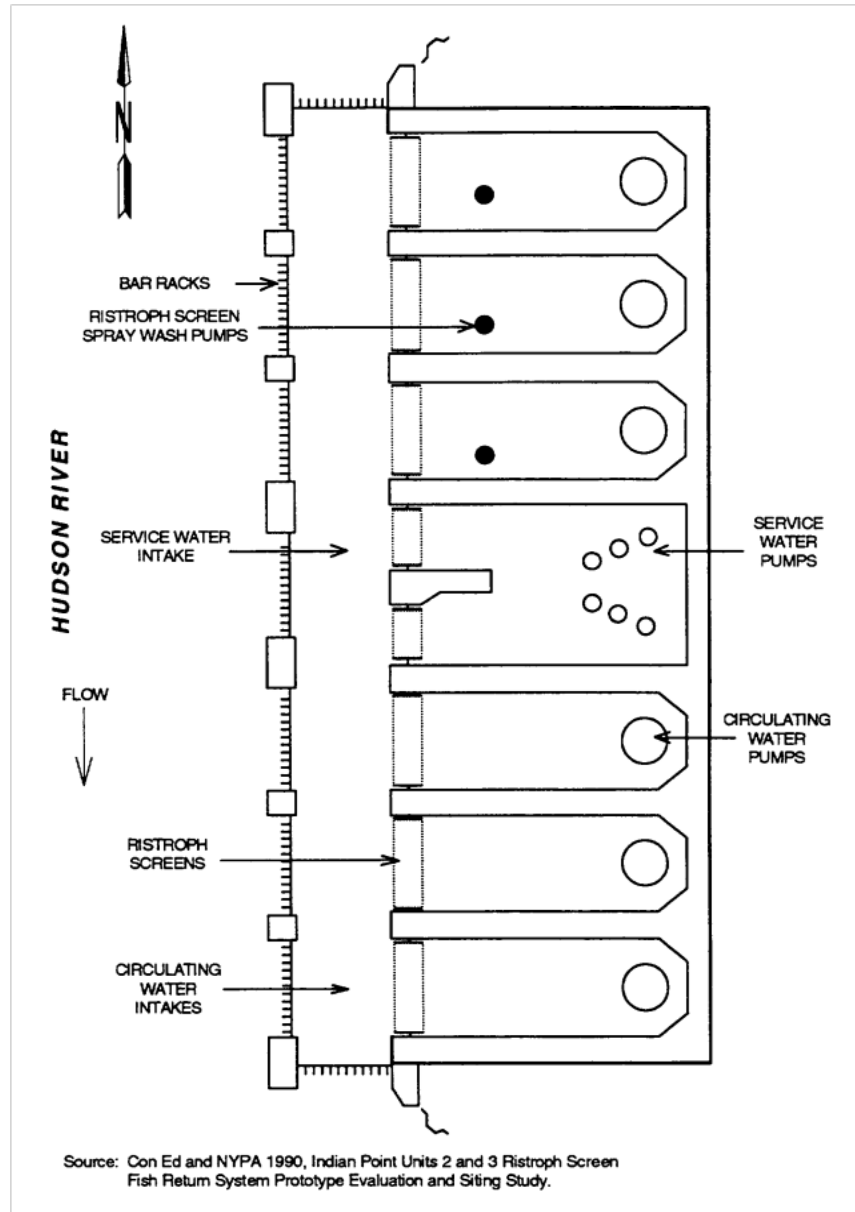 N
BAR RACKS
RISTROPH SCREEN
SPRAY WASH PUMPS
HUDSON RIVER
SERVICE WATER
INTAKE
SERVICE
WATER
PUMPS
FLOW
CIRCULATING
WATER
PUMPS
RISTROPH
SCREENS
CIRCULATING
WATER
INTAKES
Source: Con Ed and NYPA 1990, Indian Point Units 2 and 3 Ristroph Screen
Fish Return System Prototype Evaluation and Siting Study.